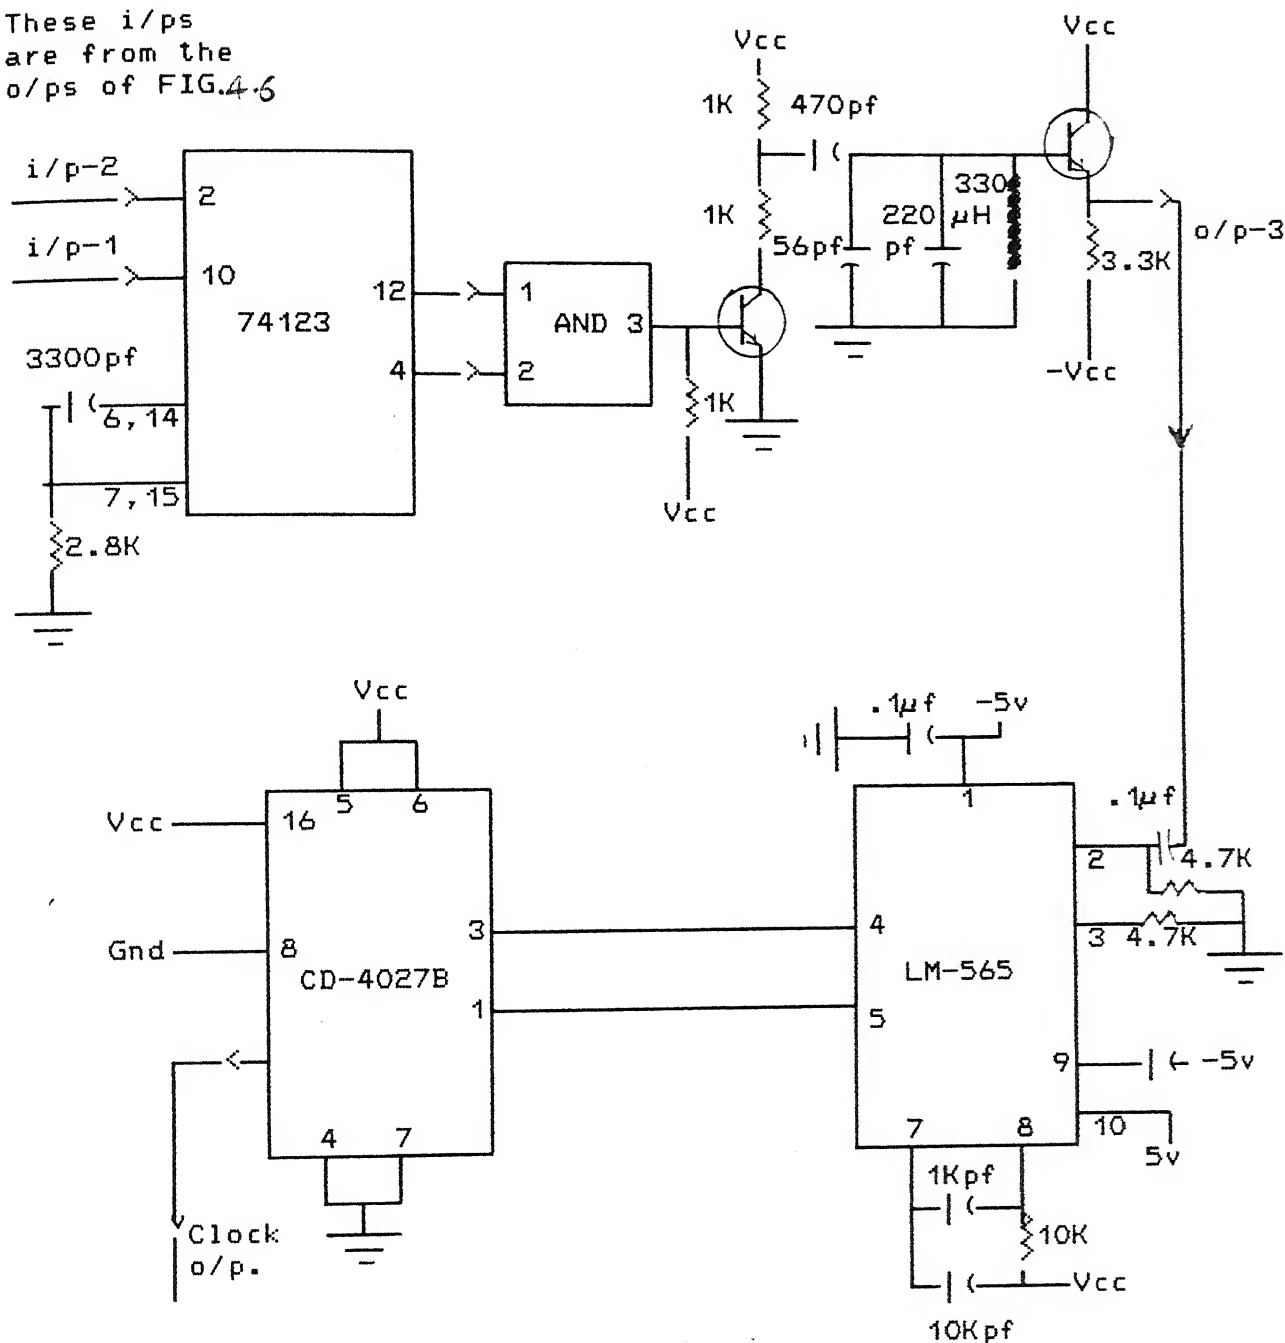 These i/ps
are from the
o/ps of FIG.4.6
Vcc
Vcc
1K
470pf
i/p-2
2
i/p-1
10
12
74123
4
1
AND 3
2
1K
56pf
220
pf
330
µH
o/p-3
3.3K
-Vcc
3300pf
6,14
7,15
2.8K
1K
Vcc
Vcc
5 6
Vcc
16
Gnd
8
3
CD-4027B
1
4 7
Clock
o/p.
.1µf -5v
1
.1µf
2
4.7K
4
3
4.7K
LM-565
5
9
-5v
10
5v
7 8
1Kpf
10K
Vcc
10Kpf